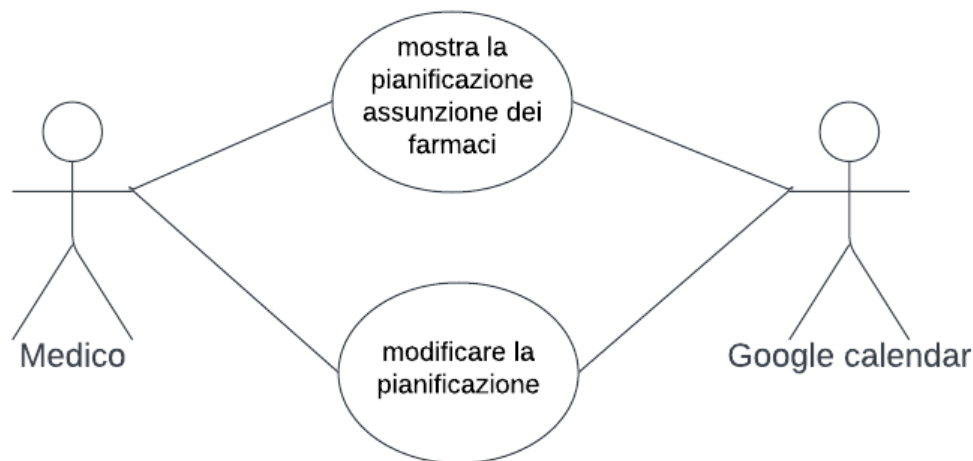 mostra la
pianificazione
assunzione dei
farmaci
Medico
Google calendar
modificare la
pianificazione